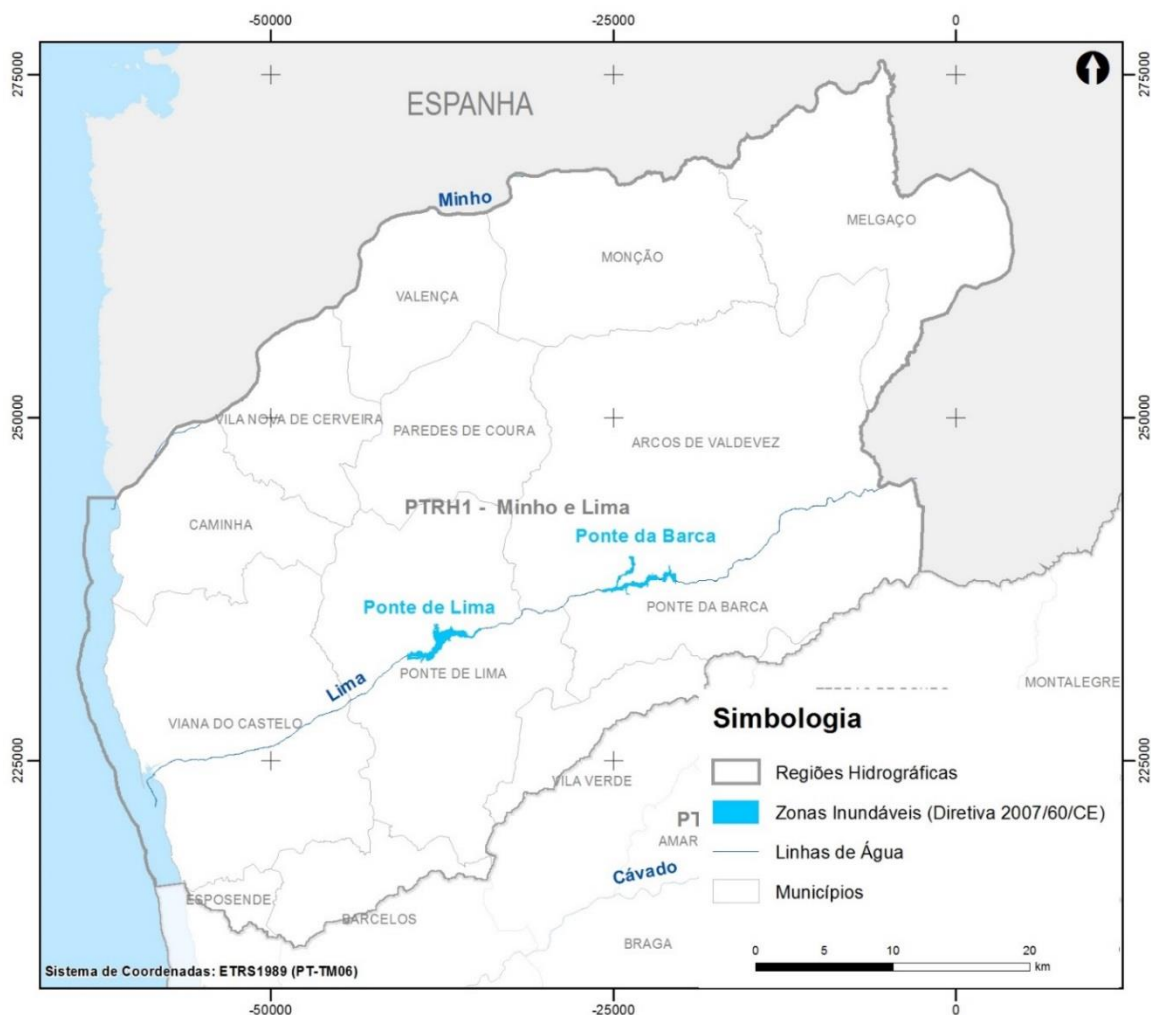 -50000
-25000
0
275000
275000
ESPANHA
Minho
MELGAÇO
MONÇÃO
VALENÇA
250000
250000
VILA NOVA DE CERVEIRA
PAREDES DE COURA
ARCOS DE VALDEVEZ
PTRH1 - Minho e Lima
CAMINHA
Ponte da Barca
Ponte de Lima
PONTE DA BARCA
PONTE DE LIMA
Lima
MONTALEGRE
VIANA DO CASTELO
Simbologia
225000
225000
Regiões Hidrográficas
VILA VERDE
Zonas Inundáveis (Diretiva 2007/60/CE)
PT
AMAR
Linhas de Água
Cávado
Municípios
ESPOSENDE
BARCELOS
BRAGA
0
5
10
20
km
Sistema de Coordenadas: ETRS1989 (PT-TM06)
-50000
-25000
0